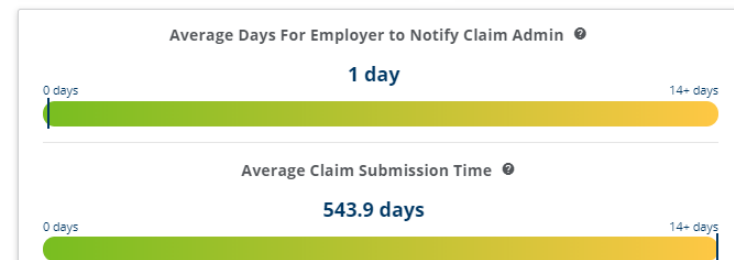 Average Days For Employer to Notify Claim Admin ?
1 day
0 days 14+ days
Average Claim Submission Time ?
543.9 days
0 days 14+ days